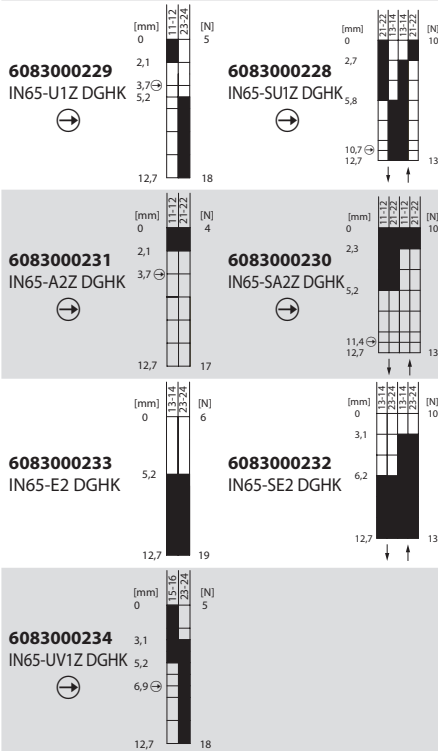 [mm] 11-12 23-24 [N]
0 5
2,1
3,7
5,2
12,7 18
6083000229
IN65-U1Z DGHK
[mm] 21-22 13-14 13-14 21-22 [N]
0 10
2,7
5,8
10,7
12,7 13
6083000228
IN65-SU1Z DGHK
[mm] 11-12 21-22 [N]
0 4
2,1
3,7
12,7 17
6083000231
IN65-A2Z DGHK
[mm] 11-12 21-22 11-12 21-22 [N]
0 10
2,3
5,2
11,4
12,7 13
6083000230
IN65-SA2Z DGHK
[mm] 13-14 23-24 [N]
0 6
5,2
12,7 19
6083000233
IN65-E2 DGHK
[mm] 13-14 23-24 13-14 23-24 [N]
0 10
3,1
6,2
12,7 13
6083000232
IN65-SE2 DGHK
[mm] 15-16 23-24 [N]
0 5
3,1
5,2
6,9
12,7 18
6083000234
IN65-UV1Z DGHK